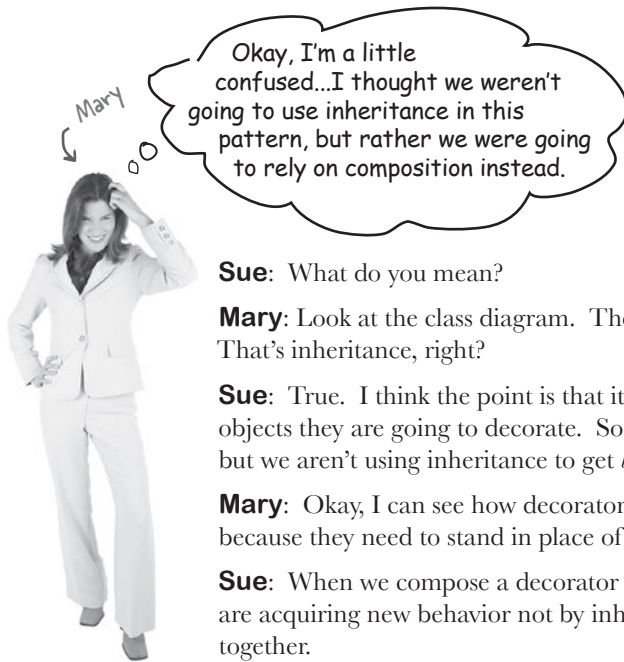 Okay, I'm a little
confused...I thought we weren't
going to use inheritance in this
pattern, but rather we were going
to rely on composition instead.
Mary
Sue: What do you mean?
Mary: Look at the class diagram. The
That's inheritance, right?
Sue: True. I think the point is that it
objects they are going to decorate. So
but we aren't using inheritance to get
Mary: Okay, I can see how decorator
because they need to stand in place of
Sue: When we compose a decorator
are acquiring new behavior not by inh
together.